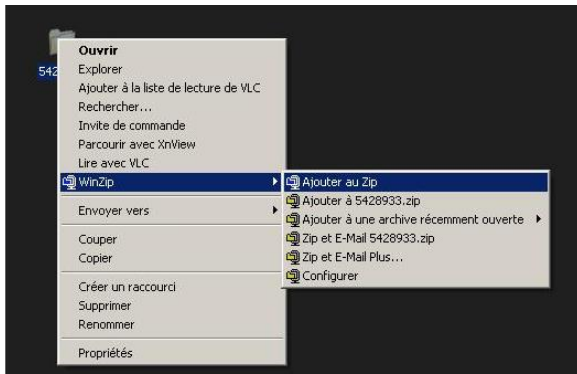 542
Ouvrir
Explorer
Ajouter à la liste de lecture de VLC
Rechercher...
Invite de commande
Parcourir avec XnView
Lire avec VLC
WinZip
Envoyer vers
Couper
Copier
Créer un raccourci
Supprimer
Renommer
Propriétés
Ajouter au Zip
Ajouter à 5428933.zip
Ajouter à une archive récemment ouverte
Zip et E-Mail 5428933.zip
Zip et E-Mail Plus...
Configurer